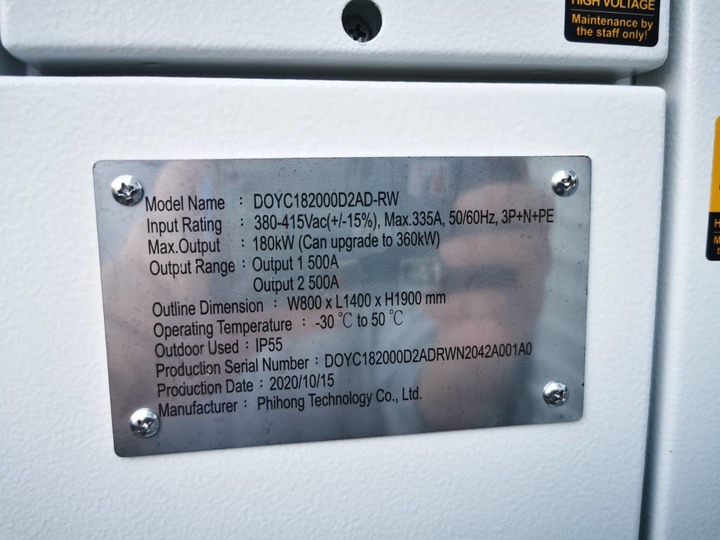 HIGH VOLTAGE
Maintenance by
the staff only!
Model Name : DOYC182000D2AD-RW
Input Rating : 380-415Vac(+/-15%), Max.335A, 50/60Hz, 3P+N+PE
Max.Output : 180kW (Can upgrade to 360kW)
Output Range : Output 1 500A
Output 2 500A
Outline Dimension : W800 x L1400 x H1900 mm
Operating Temperature : -30 ℃ to 50 ℃
Outdoor Used : IP55
Production Serial Number : DOYC182000D2ADRWN2042A001A0
Production Date : 2020/10/15
Manufacturer : Phihong Technology Co., Ltd.